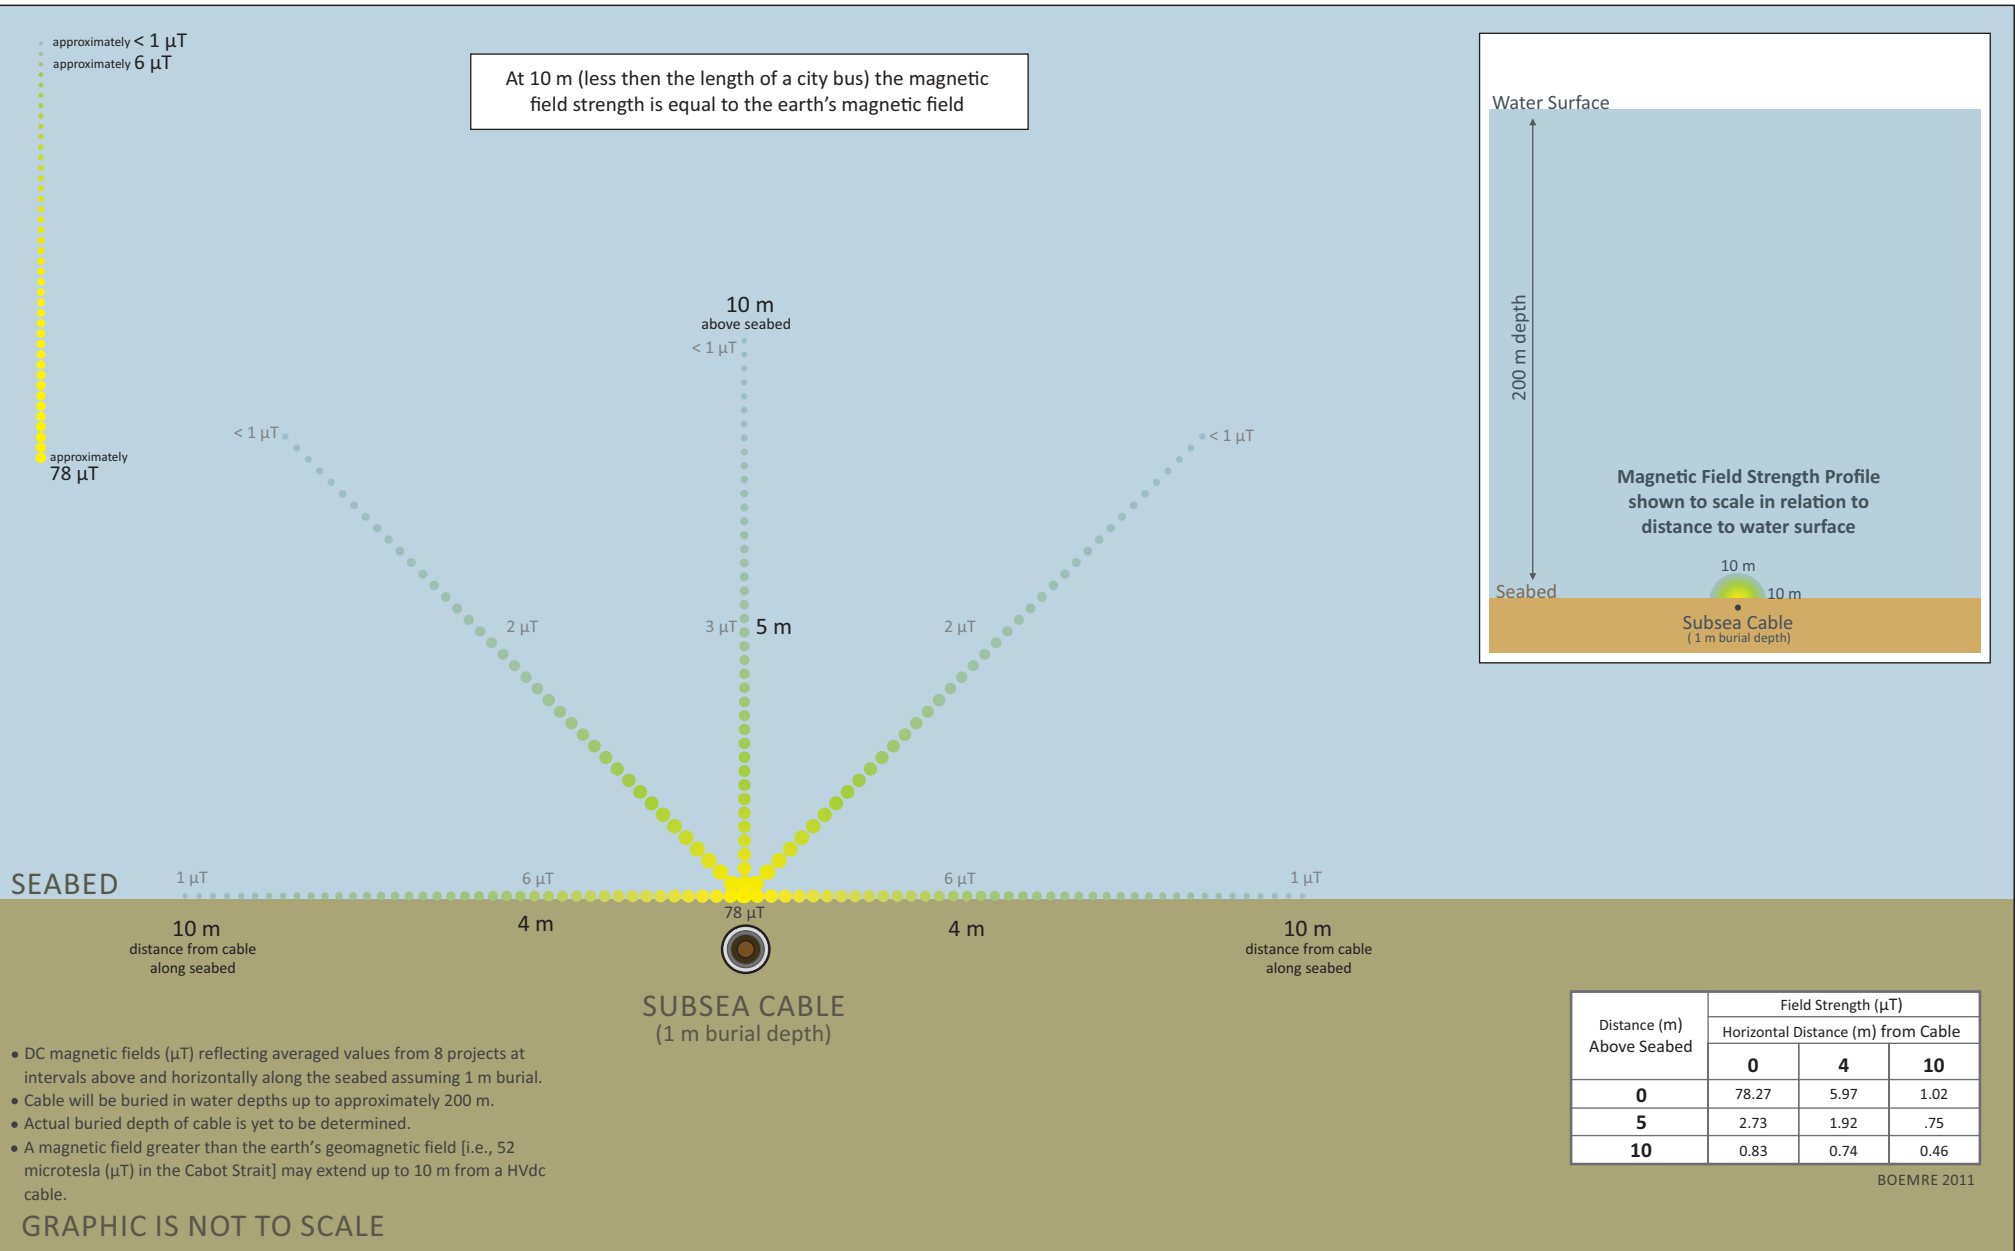 approximately < 1 µT
approximately 6 µT
approximately
78 µT
At 10 m (less then the length of a city bus) the magnetic
field strength is equal to the earth's magnetic field
10 m
above seabed
< 1 µT
< 1 µT
< 1 µT
2 µT
3 µT
5 m
2 µT
SEABED
1 µT
6 µT
6 µT
1 µT
78 µT
10 m
distance from cable
along seabed
4 m
4 m
10 m
distance from cable
along seabed
SUBSEA CABLE
(1 m burial depth)
Water Surface
200 m depth
Magnetic Field Strength Profile
shown to scale in relation to
distance to water surface
10 m
10 m
Seabed
Subsea Cable
( 1 m burial depth)
• DC magnetic fields (µT) reflecting averaged values from 8 projects at
intervals above and horizontally along the seabed assuming 1 m burial.
• Cable will be buried in water depths up to approximately 200 m.
• Actual buried depth of cable is yet to be determined.
• A magnetic field greater than the earth's geomagnetic field [i.e., 52
microtesla (µT) in the Cabot Strait] may extend up to 10 m from a HVdc
cable.
GRAPHIC IS NOT TO SCALE
Distance (m)
Above Seabed
Field Strength (µT)
Horizontal Distance (m) from Cable
0 4 10
0 78.27 5.97 1.02
5 2.73 1.92 .75
10 0.83 0.74 0.46
BOEMRE 2011